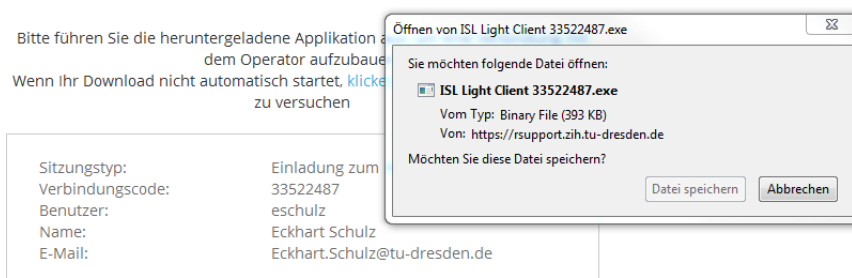 Bitte führen Sie die heruntergeladene Applikation
dem Operator
Wenn Ihr Download nicht automatisch startet,
zu versuchen
Sitzungstyp: Einladung zum
Verbindungscode: 33522487
Benutzer: eschulz
Name: Eckhart Schulz
E-Mail: Eckhart.Schulz@tu-dresden.de
Öffnen von ISL Light Client 33522487.exe
Sie möchten folgende Datei öffnen:
ISL Light Client 33522487.exe
Vom Typ: Binary File (393 KB)
Von: https://rsupport.zih.tu-dresden.de
Möchten Sie diese Datei speichern?
Datei speichern Abbrechen